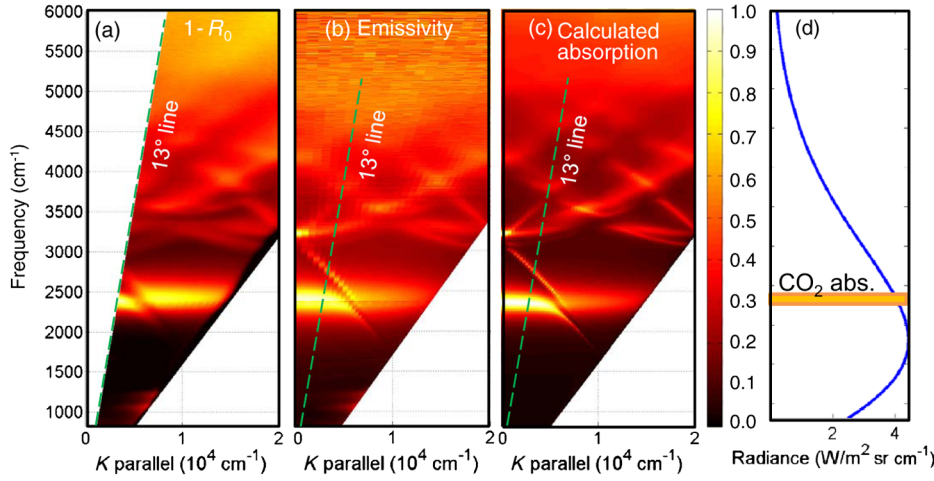 6000
5500
5000
4500
4000
3500
3000
2500
2000
1500
1000
Frequency (cm⁻¹)
(a)
1- R₀
13° line
0
1
K parallel (10⁴ cm⁻¹)
(b) Emissivity
13° line
0
1
K parallel (10⁴ cm⁻¹)
(c) Calculated
absorption
13° line
0
1
2
K parallel (10⁴ cm⁻¹)
1.0
0.9
0.8
0.7
0.6
0.5
0.4
0.3
0.2
0.1
0.0
(d)
CO₂ abs.
0
2
4
Radiance (W/m² sr cm⁻¹)